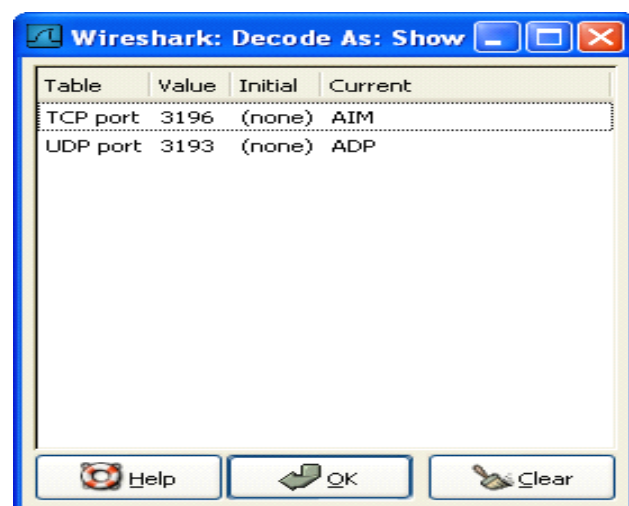 Wireshark: Decode As: Show
Table Value Initial Current
TCP port 3196 (none) AIM
UDP port 3193 (none) ADP
Help OK Clear